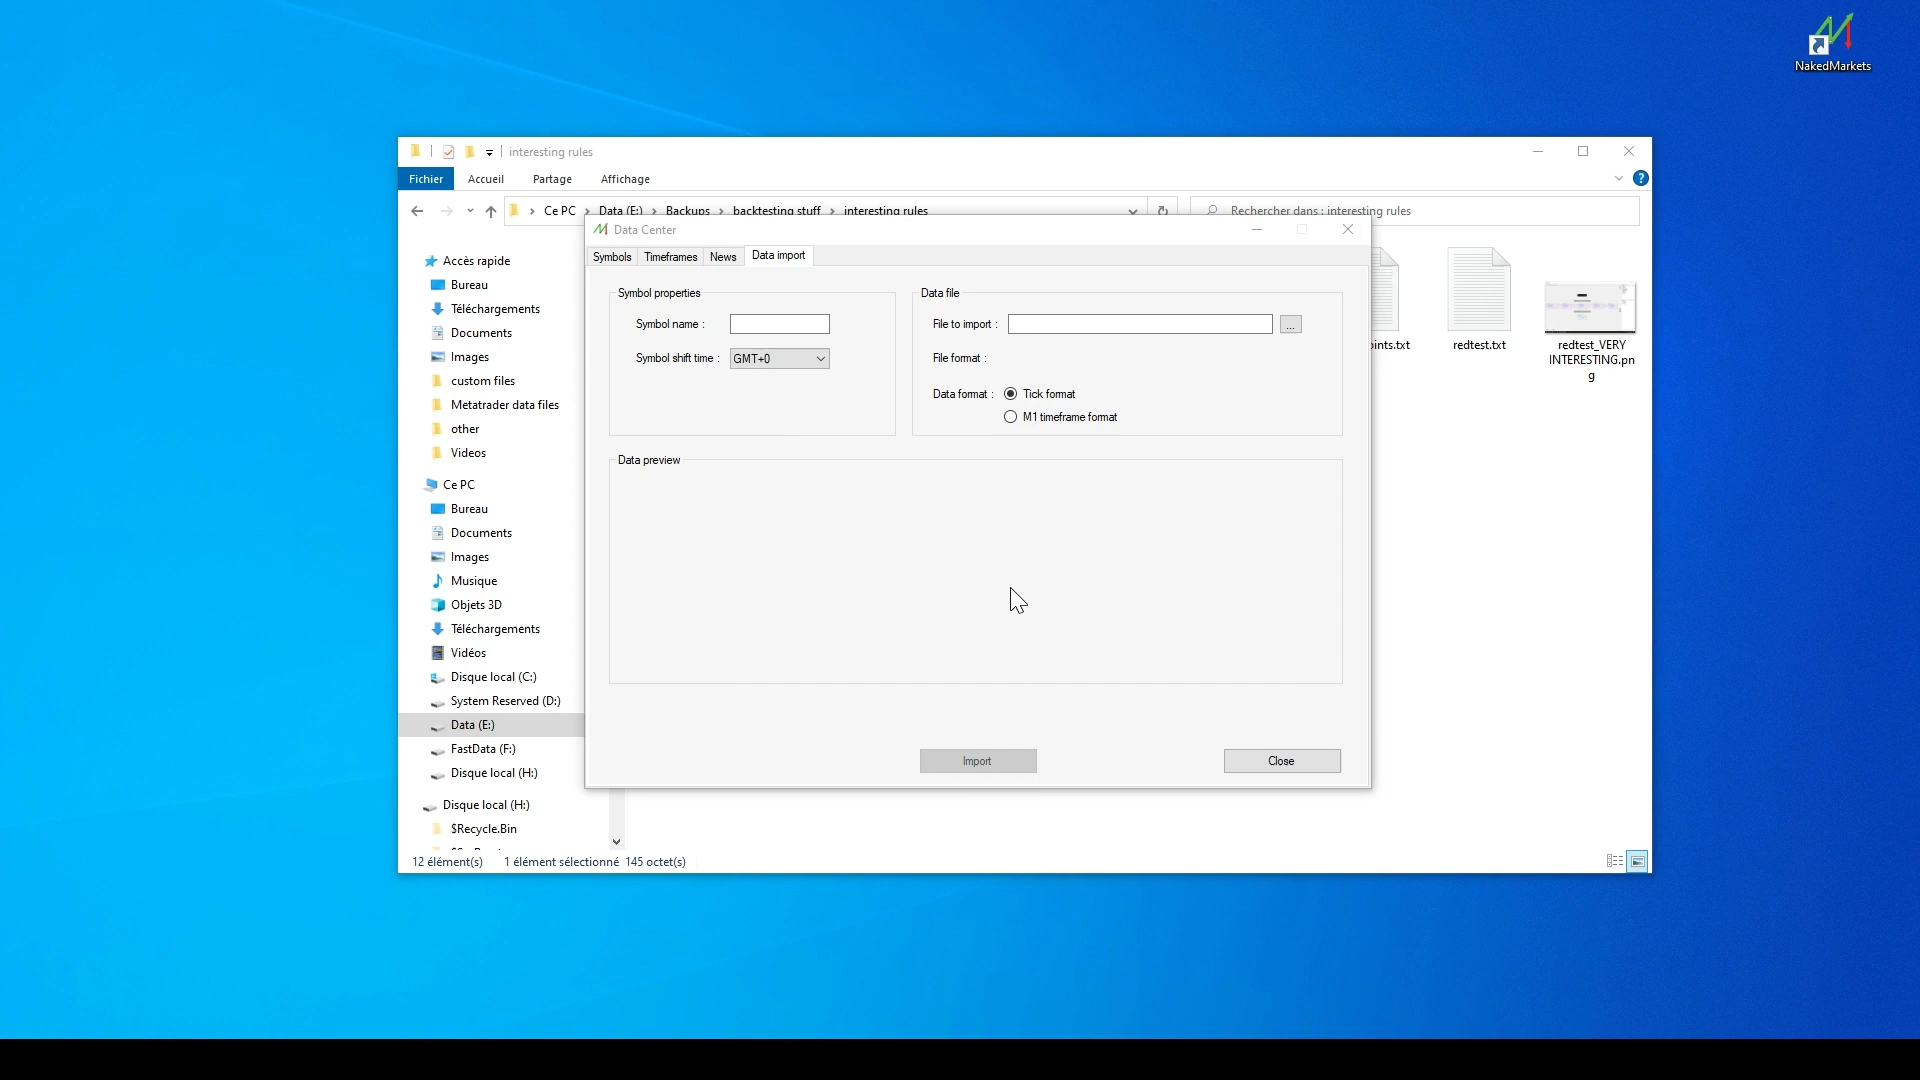 NakedMarkets
interesting rules
Fichier
Accueil
Partage
Affichage
Ce PC
Data (E:)
Backups
backtesting stuff
interesting rules
Rechercher dans : interesting rules
Accès rapide
Bureau
Téléchargements
Documents
Images
custom files
Metatrader data files
other
Videos
Ce PC
Bureau
Documents
Images
Musique
Objets 3D
Téléchargements
Vidéos
Disque local (C:)
System Reserved (D:)
Data (E:)
FastData (F:)
Disque local (H:)
Disque local (H:)
$Recycle.Bin
12 élément(s)
1 élément sélectionné 145 octet(s)
Data Center
Symbols
Timeframes
News
Data import
Symbol properties
Symbol name :
Symbol shift time :
GMT+0
Data file
File to import :
...
File format :
Data format :
Tick format
M1 timeframe format
Data preview
Import
Close
ints.txt
redtest.txt
redtest_VERY
INTERESTING.pn
g